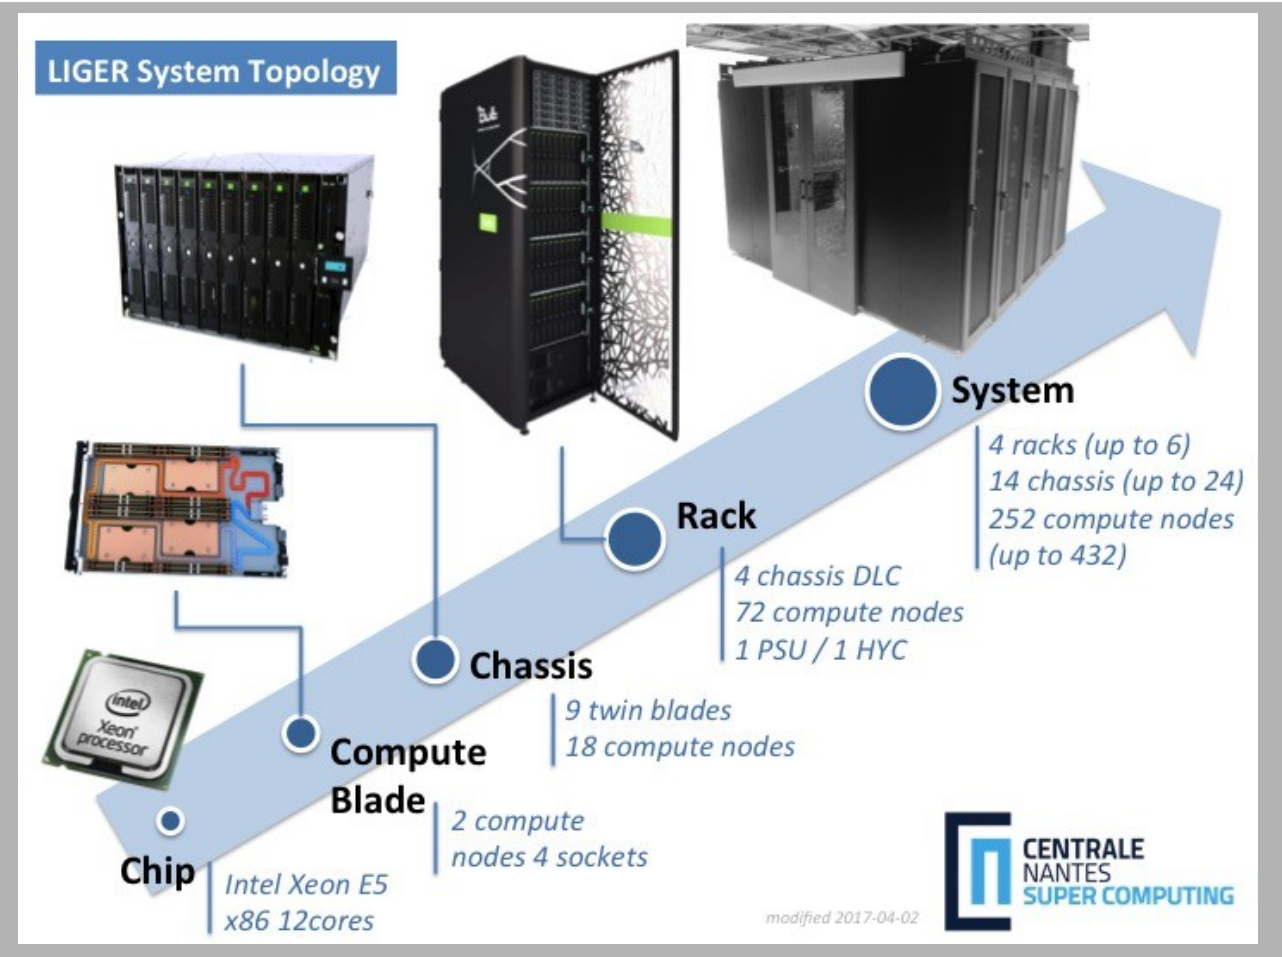 LIGER System Topology
Bull
System
4 racks (up to 6)
14 chassis (up to 24)
252 compute nodes
(up to 432)
Rack
4 chassis DLC
72 compute nodes
1 PSU / 1 HYC
Chassis
9 twin blades
18 compute nodes
intel
Xeon®
processor
Compute
Blade
2 compute
nodes 4 sockets
Chip
Intel Xeon E5
x86 12cores
CENTRALE
NANTES
SUPER COMPUTING
modified 2017-04-02